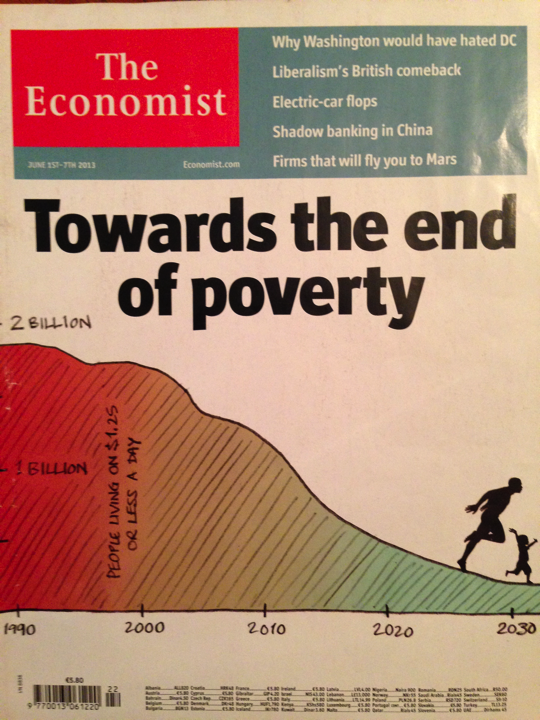 The
Economist
JUNE 1ST–7TH 2013
Economist.com
Why Washington would have hated DC
Liberalism's British comeback
Electric-car flops
Shadow banking in China
Firms that will fly you to Mars
Towards the end
of poverty
2 BILLION
1 BILLION
PEOPLE LIVING ON $1.25
OR LESS A DAY
1990 2000 2010 2020 2030
€5.80
22
9 770013 061220